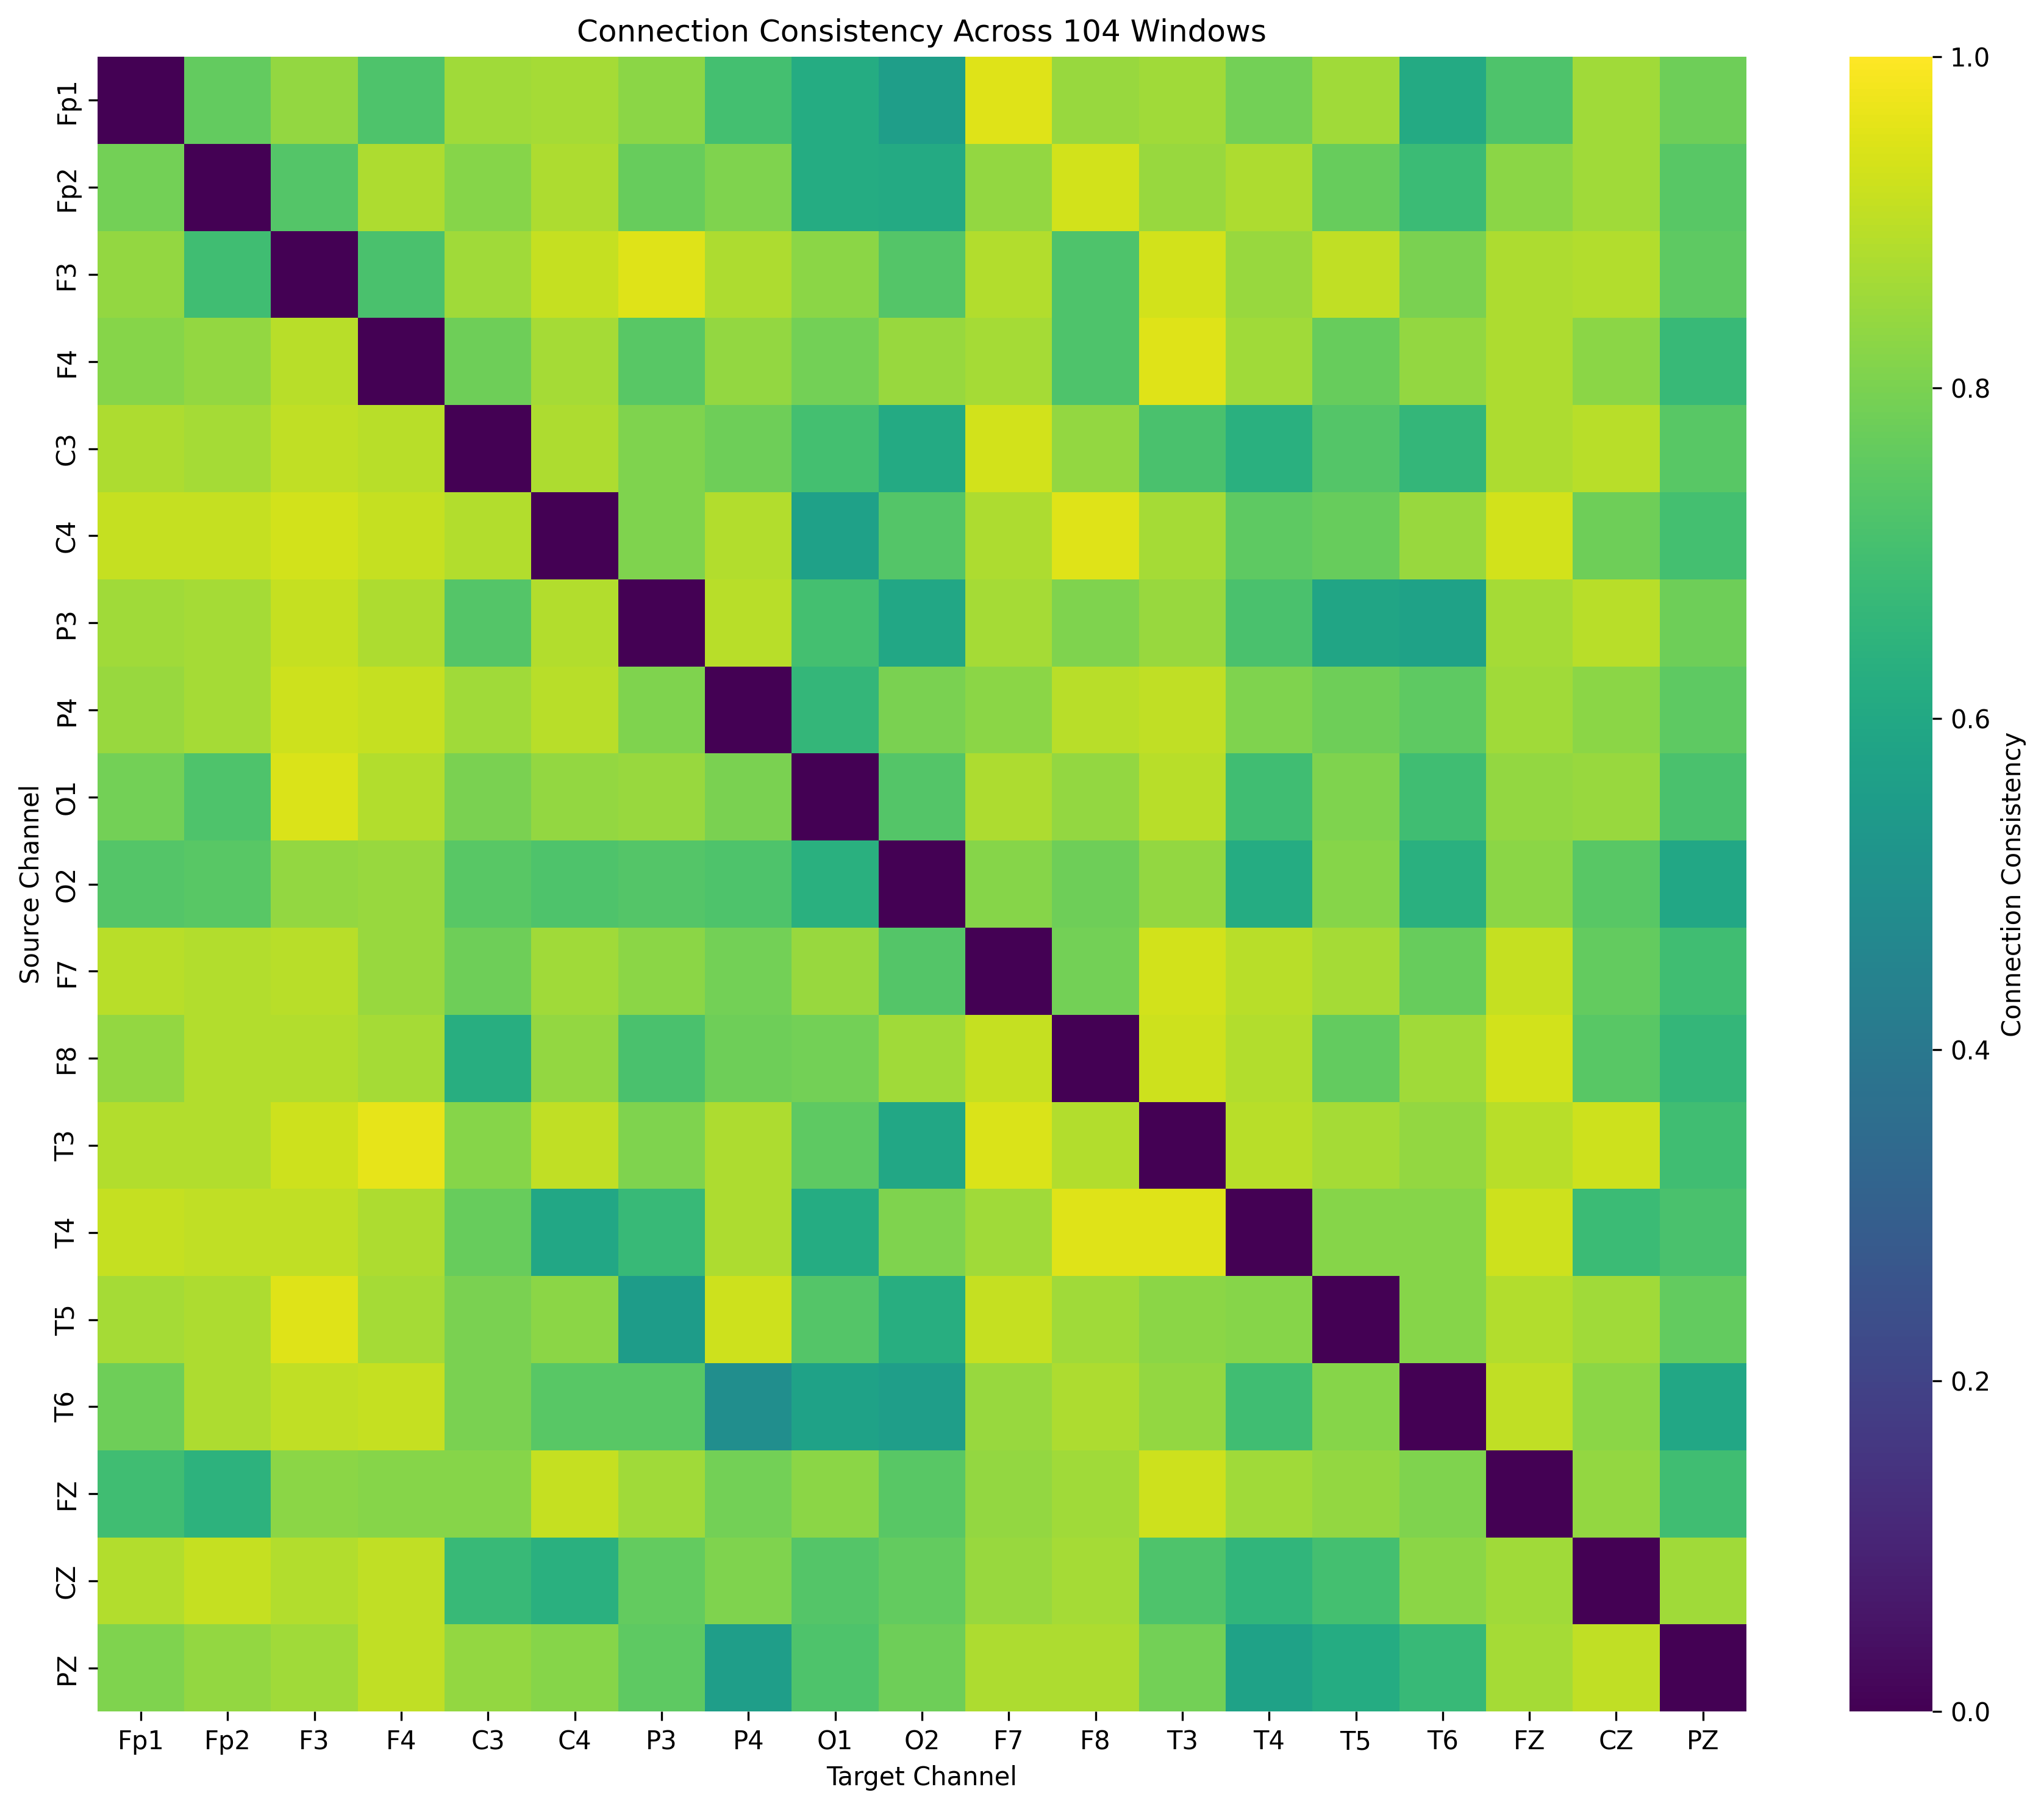 Connection Consistency Across 104 Windows
Source Channel
Fp1
Fp2
F3
F4
C3
C4
P3
P4
O1
O2
F7
F8
T3
T4
T5
T6
FZ
CZ
PZ
Fp1 Fp2 F3 F4 C3 C4 P3 P4 O1 O2 F7 F8 T3 T4 T5 T6 FZ CZ PZ
Target Channel
1.0
0.8
0.6
0.4
0.2
0.0
Connection Consistency